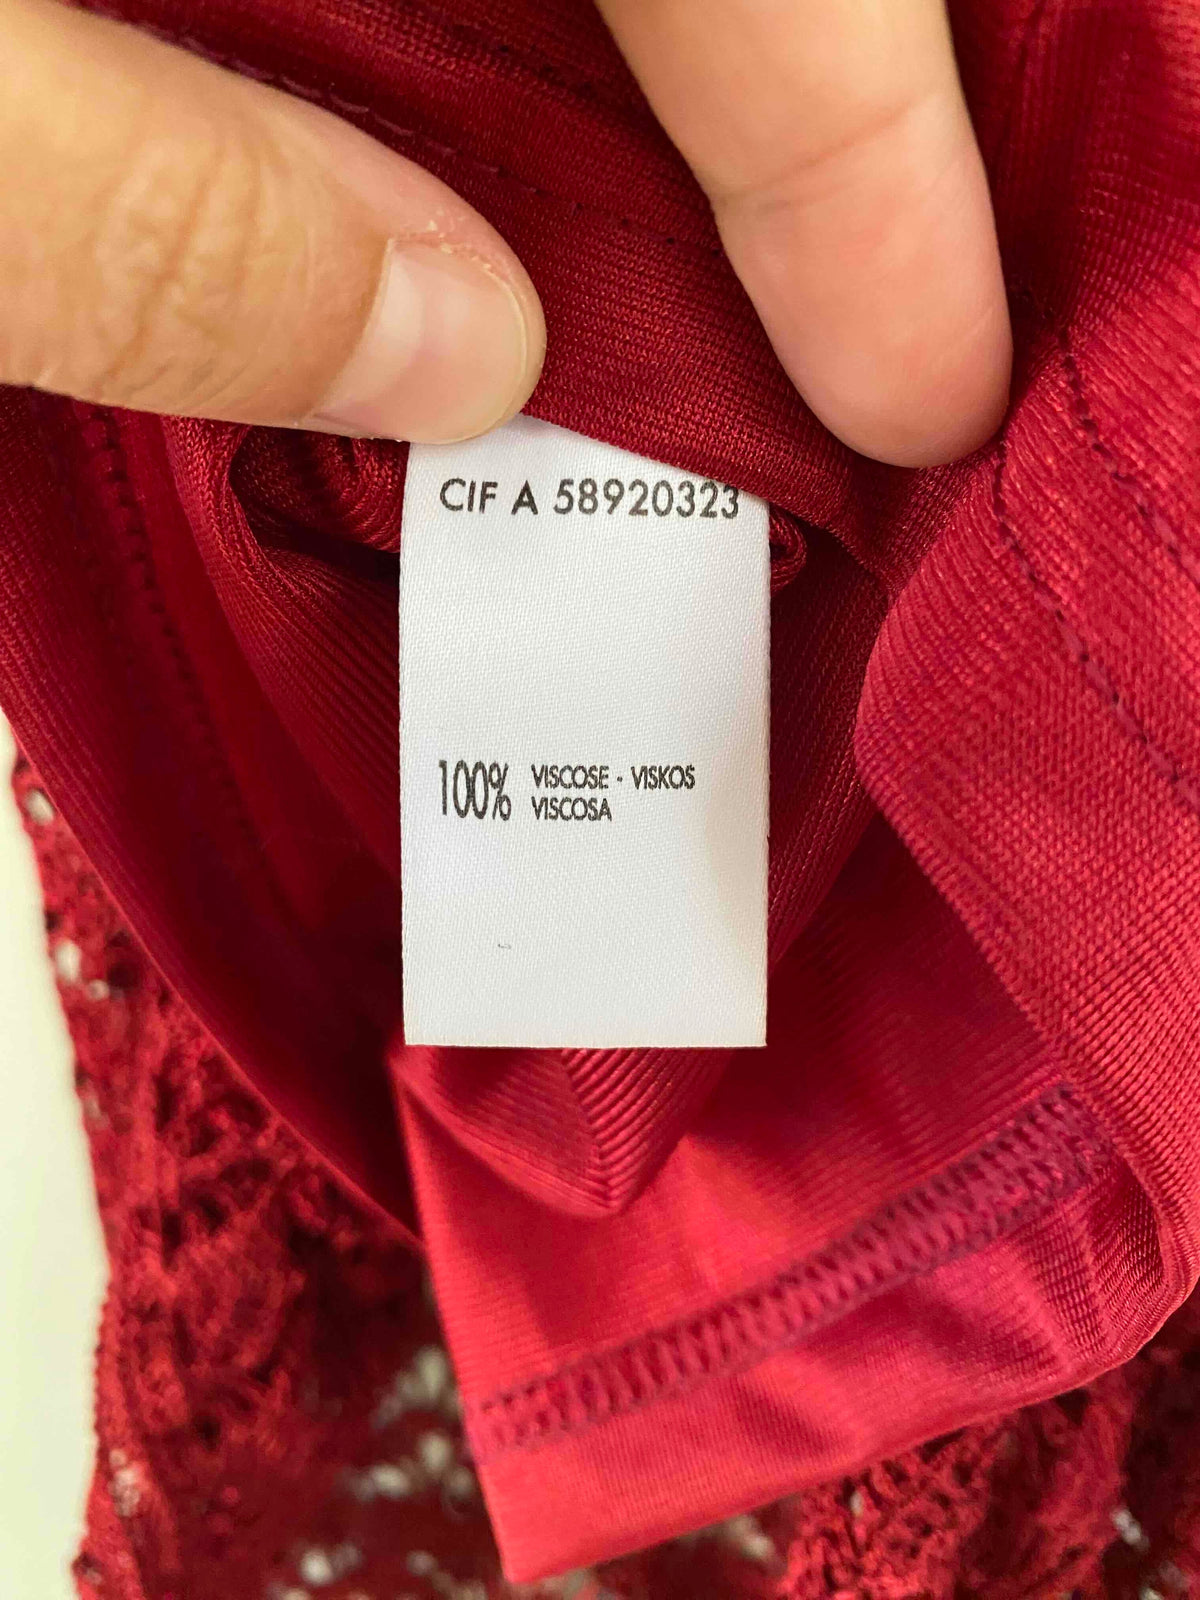 CIF A 58920323
100% VISCOSE - VISKOS
VISCOSA